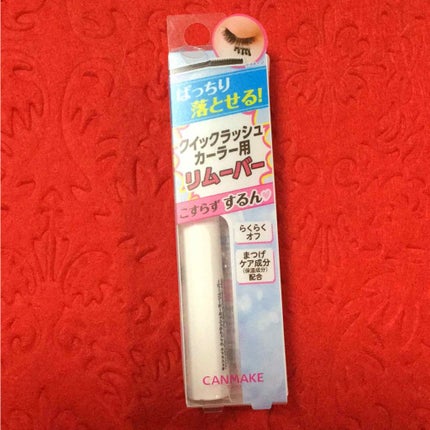 ばっちり
落とせる!
クイックラッシュ
カーラー用
リムーバー
こすらず するん♡
らくらく
オフ
まつげ
ケア成分
(保湿成分)
配合
CANMAKE